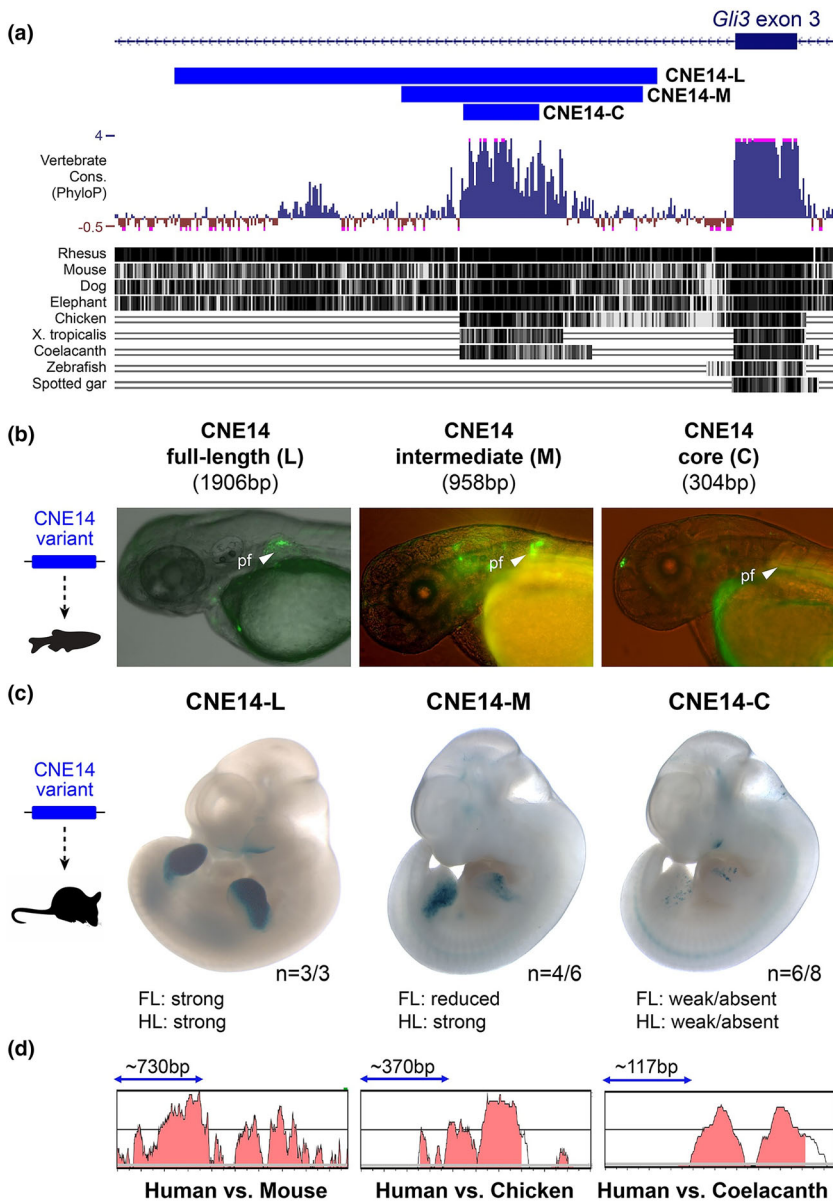 (a)
Gli3 exon 3
CNE14-L
CNE14-M
CNE14-C
4
Vertebrate
Cons.
(PhyloP)
-0.5
Rhesus
Mouse
Dog
Elephant
Chicken
X. tropicalis
Coelacanth
Zebrafish
Spotted gar
(b)
CNE14
full-length (L)
(1906bp)
CNE14
intermediate (M)
(958bp)
CNE14
core (C)
(304bp)
CNE14
variant
pf
pf
pf
(c)
CNE14-L
CNE14-M
CNE14-C
CNE14
variant
n=3/3
n=4/6
n=6/8
FL: strong
HL: strong
FL: reduced
HL: strong
FL: weak/absent
HL: weak/absent
(d)
~730bp
~370bp
~117bp
Human vs. Mouse
Human vs. Chicken
Human vs. Coelacanth